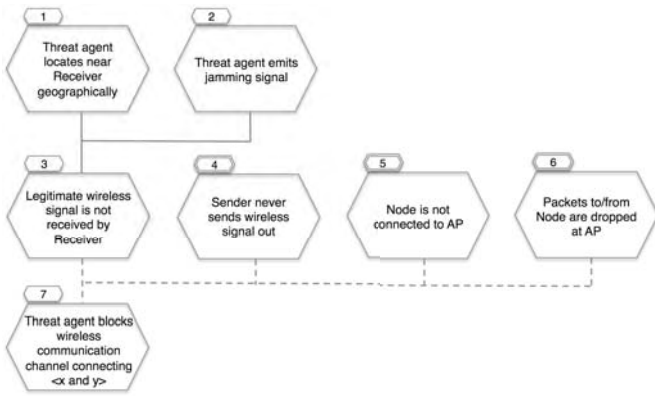 1
Threat agent
locates near
Receiver
geographically
2
Threat agent emits
jamming signal
3
Legitimate wireless
signal is not
received by
Receiver
4
Sender never
sends wireless
signal out
5
Node is not
connected to AP
6
Packets to/from
Node are dropped
at AP
7
Threat agent blocks
wireless
communication
channel connecting
<x and y>